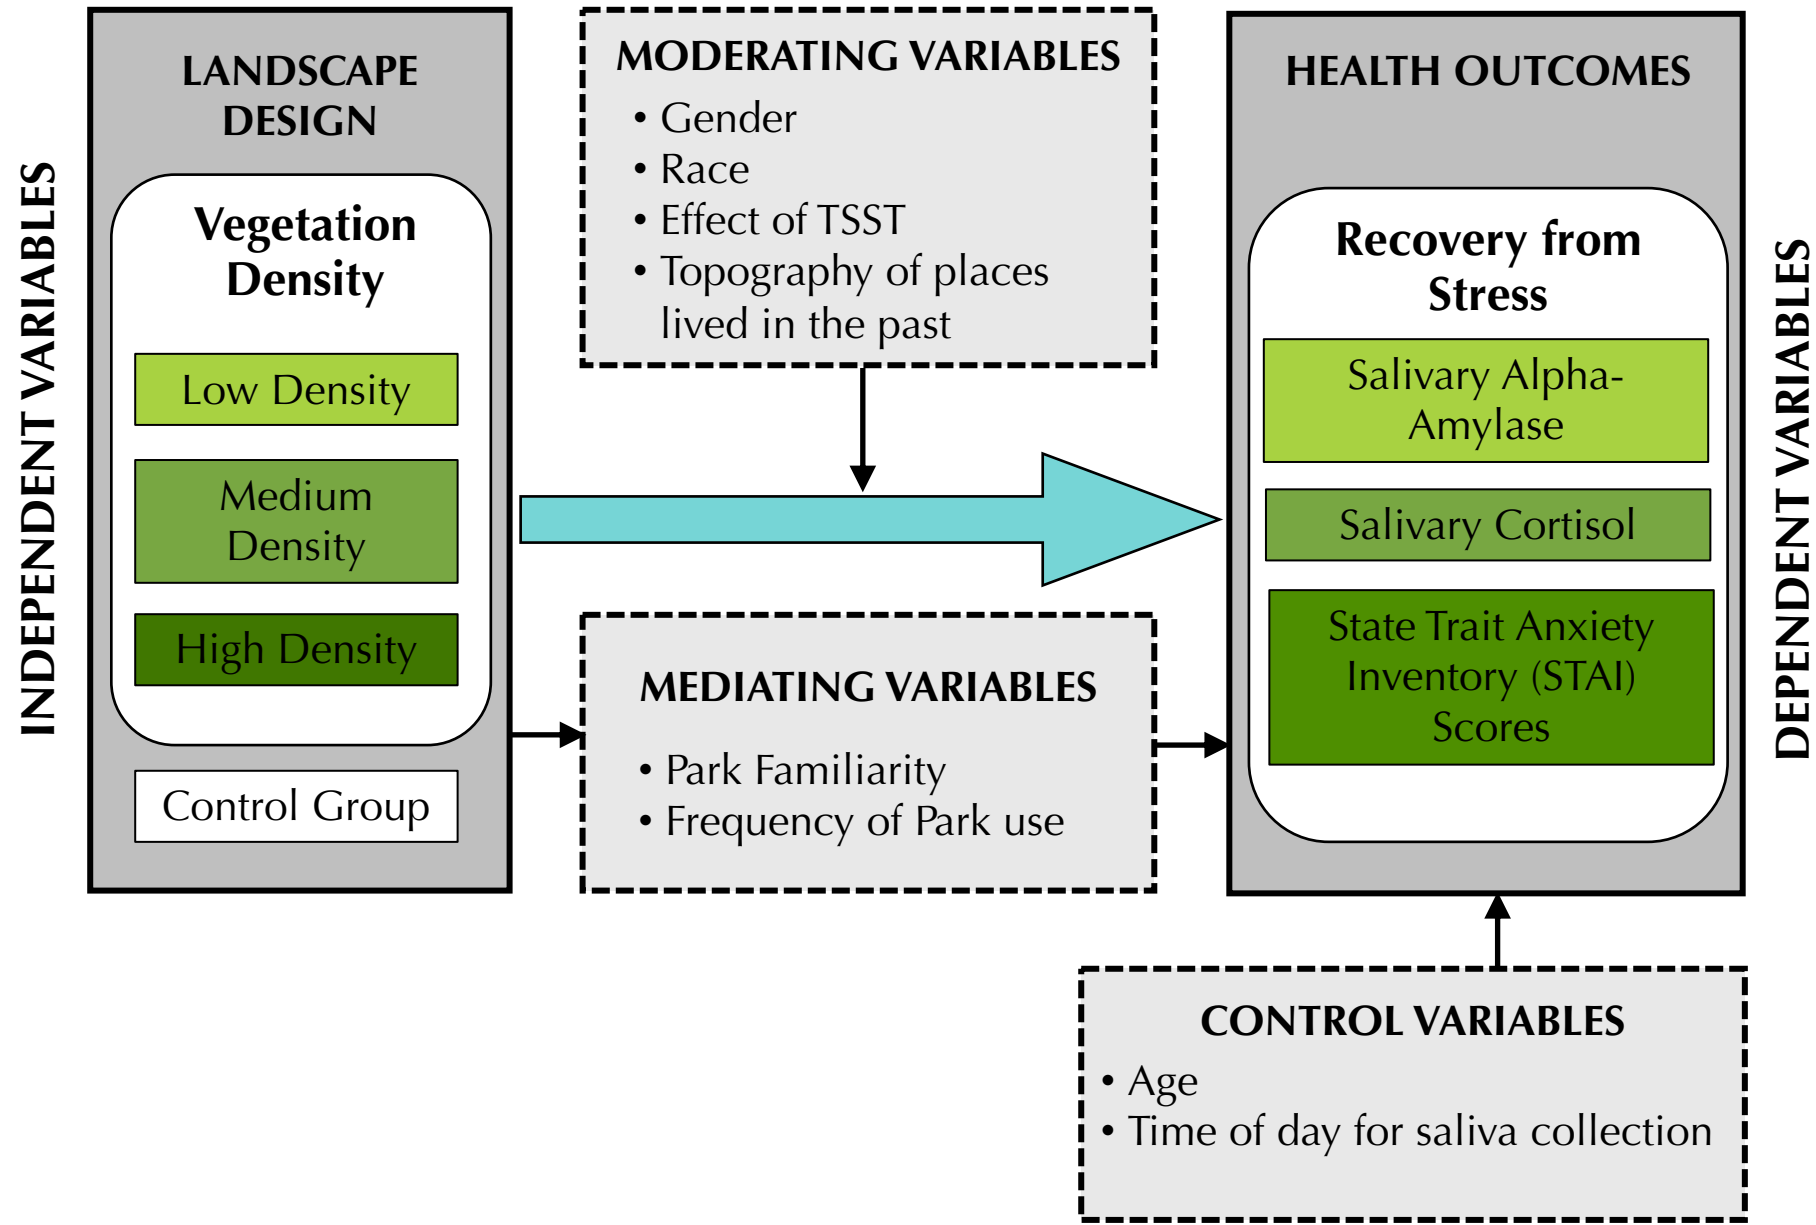 INDEPENDENT VARIABLES
LANDSCAPE
DESIGN
Vegetation
Density
Low Density
Medium
Density
High Density
Control Group
MODERATING VARIABLES
• Gender
• Race
• Effect of TSST
• Topography of places
lived in the past
MEDIATING VARIABLES
• Park Familiarity
• Frequency of Park use
HEALTH OUTCOMES
Recovery from
Stress
Salivary Alpha-
Amylase
Salivary Cortisol
State Trait Anxiety
Inventory (STAI)
Scores
DEPENDENT VARIABLES
CONTROL VARIABLES
• Age
• Time of day for saliva collection